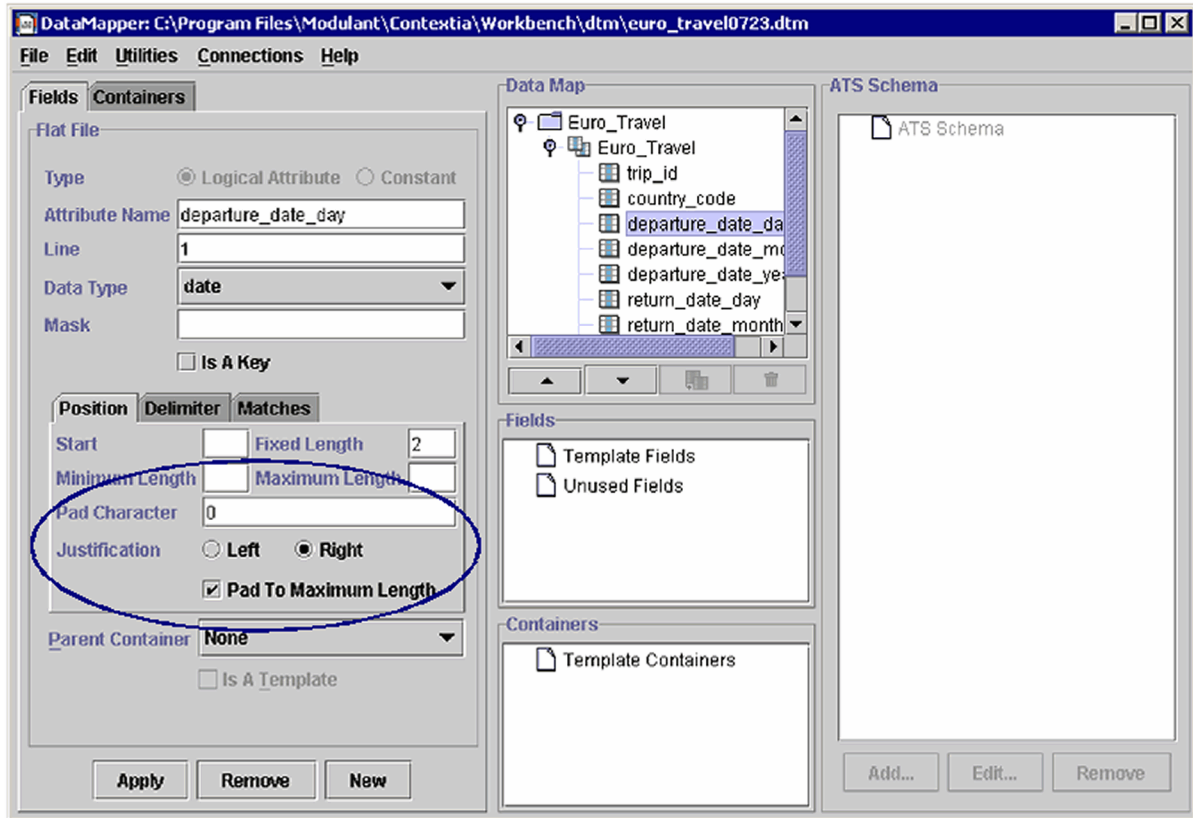 DataMapper: C:\Program Files\Modulant\Contextia\Workbench\dtm\euro_travel0723.dtm
File Edit Utilities Connections Help
Fields Containers
Flat File
Type Logical Attribute Constant
Attribute Name departure_date_day
Line 1
Data Type date
Mask
Is A Key
Position Delimiter Matches
Start Fixed Length 2
Minimum Length Maximum Length
Pad Character 0
Justification Left Right
Pad To Maximum Length
Parent Container None
Is A Template
Apply Remove New
Data Map
Euro_Travel
Euro_Travel
trip_id
country_code
departure_date_da
departure_date_mo
departure_date_ye
return_date_day
return_date_month
Fields
Template Fields
Unused Fields
Containers
Template Containers
ATS Schema
ATS Schema
Add... Edit... Remove